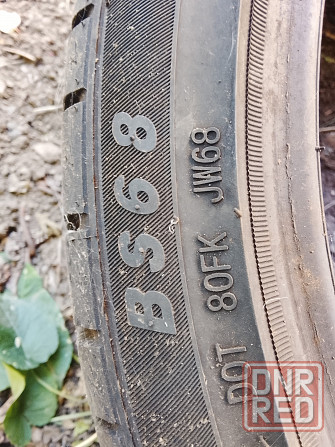 BS68
DOT 80FK JW68
DNR
RED